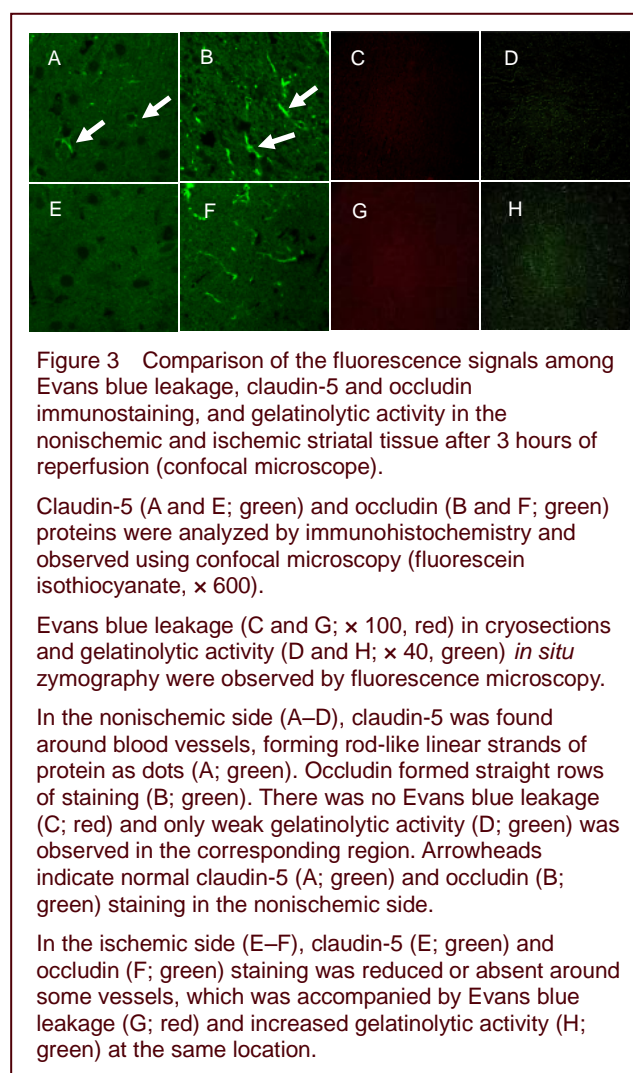 A B C D
E F G H
Figure 3 Comparison of the fluorescence signals among
Evans blue leakage, claudin-5 and occludin
immunostaining, and gelatinolytic activity in the
nonischemic and ischemic striatal tissue after 3 hours of
reperfusion (confocal microscope).
Claudin-5 (A and E; green) and occludin (B and F; green)
proteins were analyzed by immunohistochemistry and
observed using confocal microscopy (fluorescein
isothiocyanate, × 600).
Evans blue leakage (C and G; × 100, red) in cryosections
and gelatinolytic activity (D and H; × 40, green) in situ
zymography were observed by fluorescence microscopy.
In the nonischemic side (A–D), claudin-5 was found
around blood vessels, forming rod-like linear strands of
protein as dots (A; green). Occludin formed straight rows
of staining (B; green). There was no Evans blue leakage
(C; red) and only weak gelatinolytic activity (D; green) was
observed in the corresponding region. Arrowheads
indicate normal claudin-5 (A; green) and occludin (B;
green) staining in the nonischemic side.
In the ischemic side (E–F), claudin-5 (E; green) and
occludin (F; green) staining was reduced or absent around
some vessels, which was accompanied by Evans blue
leakage (G; red) and increased gelatinolytic activity (H;
green) at the same location.